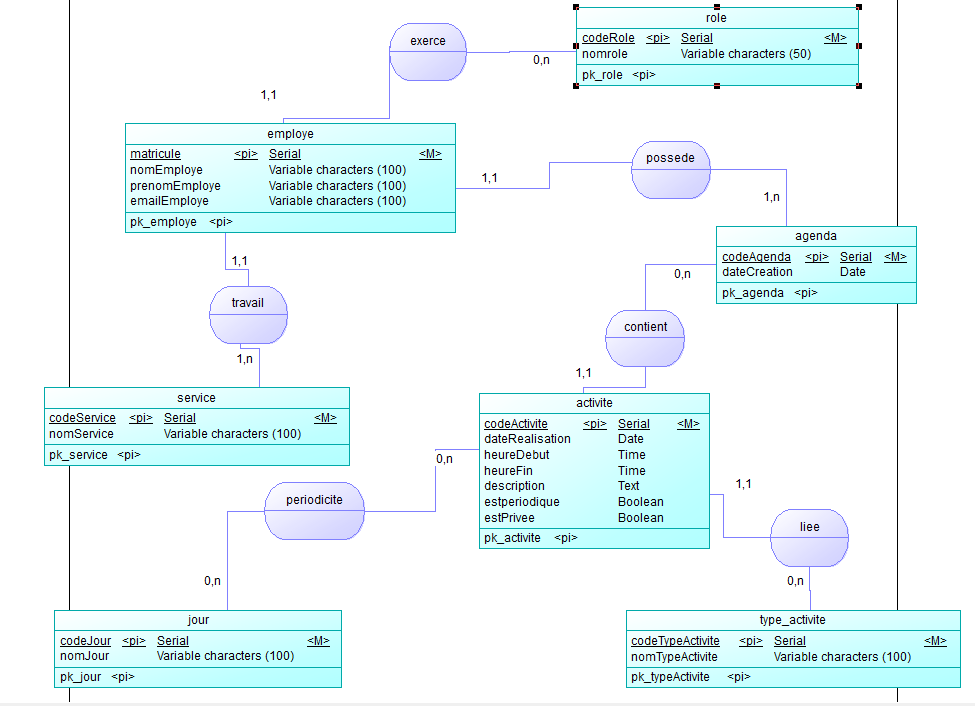 role
codeRole <pi> Serial <M>
nomrole Variable characters (50)
pk_role <pi>
exerce
0,n
1,1
employe
matricule <pi> Serial <M>
nomEmploye Variable characters (100)
prenomEmploye Variable characters (100)
emailEmploye Variable characters (100)
pk_employe <pi>
1,1
possede
1,n
agenda
codeAgenda <pi> Serial <M>
dateCreation Date
pk_agenda <pi>
1,1
travail
1,n
0,n
contient
1,1
service
codeService <pi> Serial <M>
nomService Variable characters (100)
pk_service <pi>
activite
codeActivite <pi> Serial <M>
dateRealisation Date
heureDebut Time
heureFin Time
description Text
estperiodique Boolean
estPrivee Boolean
pk_activite <pi>
0,n
periodicite
0,n
1,1
liee
0,n
jour
codeJour <pi> Serial <M>
nomJour Variable characters (100)
pk_jour <pi>
type_activite
codeTypeActivite <pi> Serial <M>
nomTypeActivite Variable characters (100)
pk_typeActivite <pi>